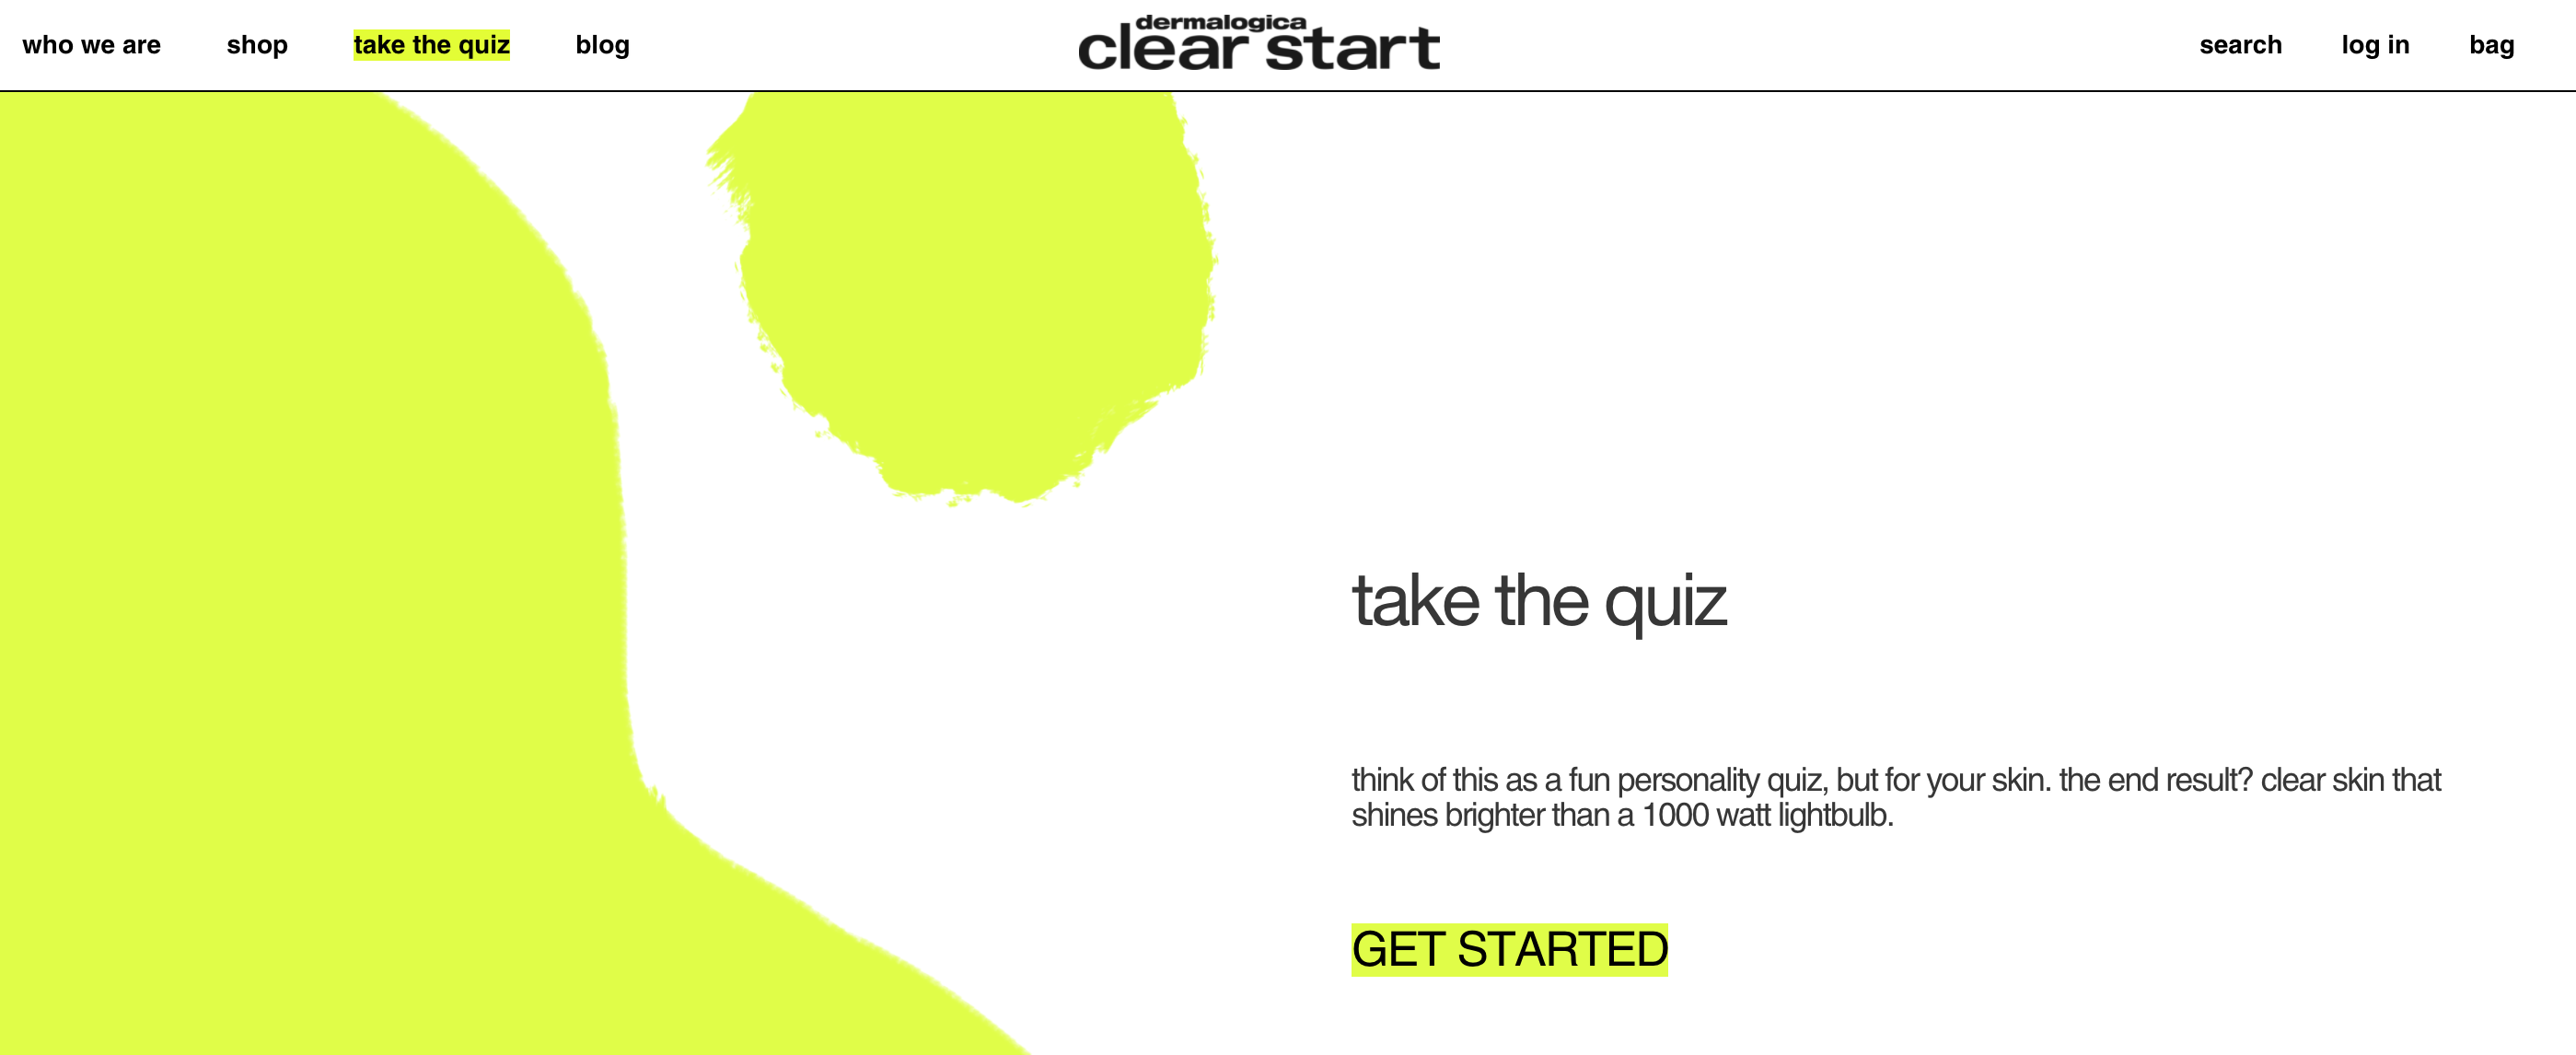 who we are shop take the quiz blog dermalogica search log in bag
clear start
take the quiz
think of this as a fun personality quiz, but for your skin. the end result? clear skin that
shines brighter than a 1000 watt lightbulb.
GET STARTED